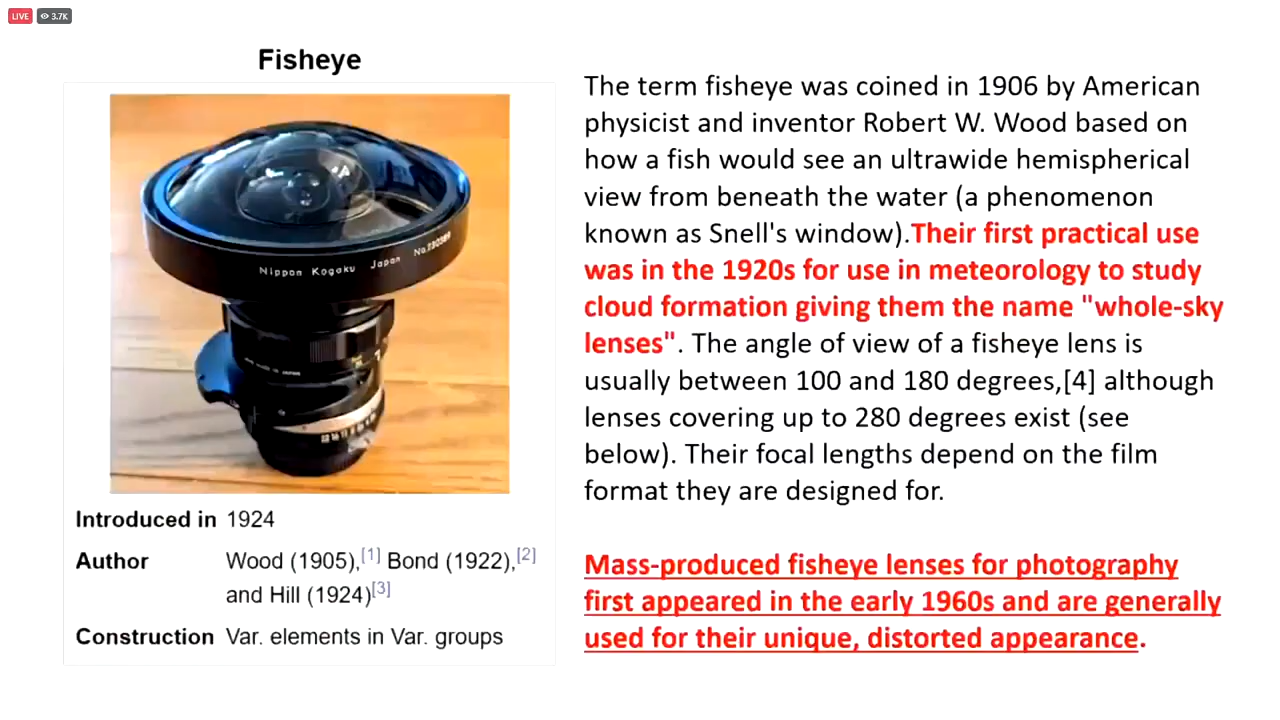 LIVE 3.7K
Fisheye
Nippon Kogaku Japan No.
Introduced in 1924
Author Wood (1905),[1] Bond (1922),[2]
and Hill (1924)[3]
Construction Var. elements in Var. groups
The term fisheye was coined in 1906 by American
physicist and inventor Robert W. Wood based on
how a fish would see an ultrawide hemispherical
view from beneath the water (a phenomenon
known as Snell's window).Their first practical use
was in the 1920s for use in meteorology to study
cloud formation giving them the name "whole-sky
lenses". The angle of view of a fisheye lens is
usually between 100 and 180 degrees,[4] although
lenses covering up to 280 degrees exist (see
below). Their focal lengths depend on the film
format they are designed for.
Mass-produced fisheye lenses for photography
first appeared in the early 1960s and are generally
used for their unique, distorted appearance.